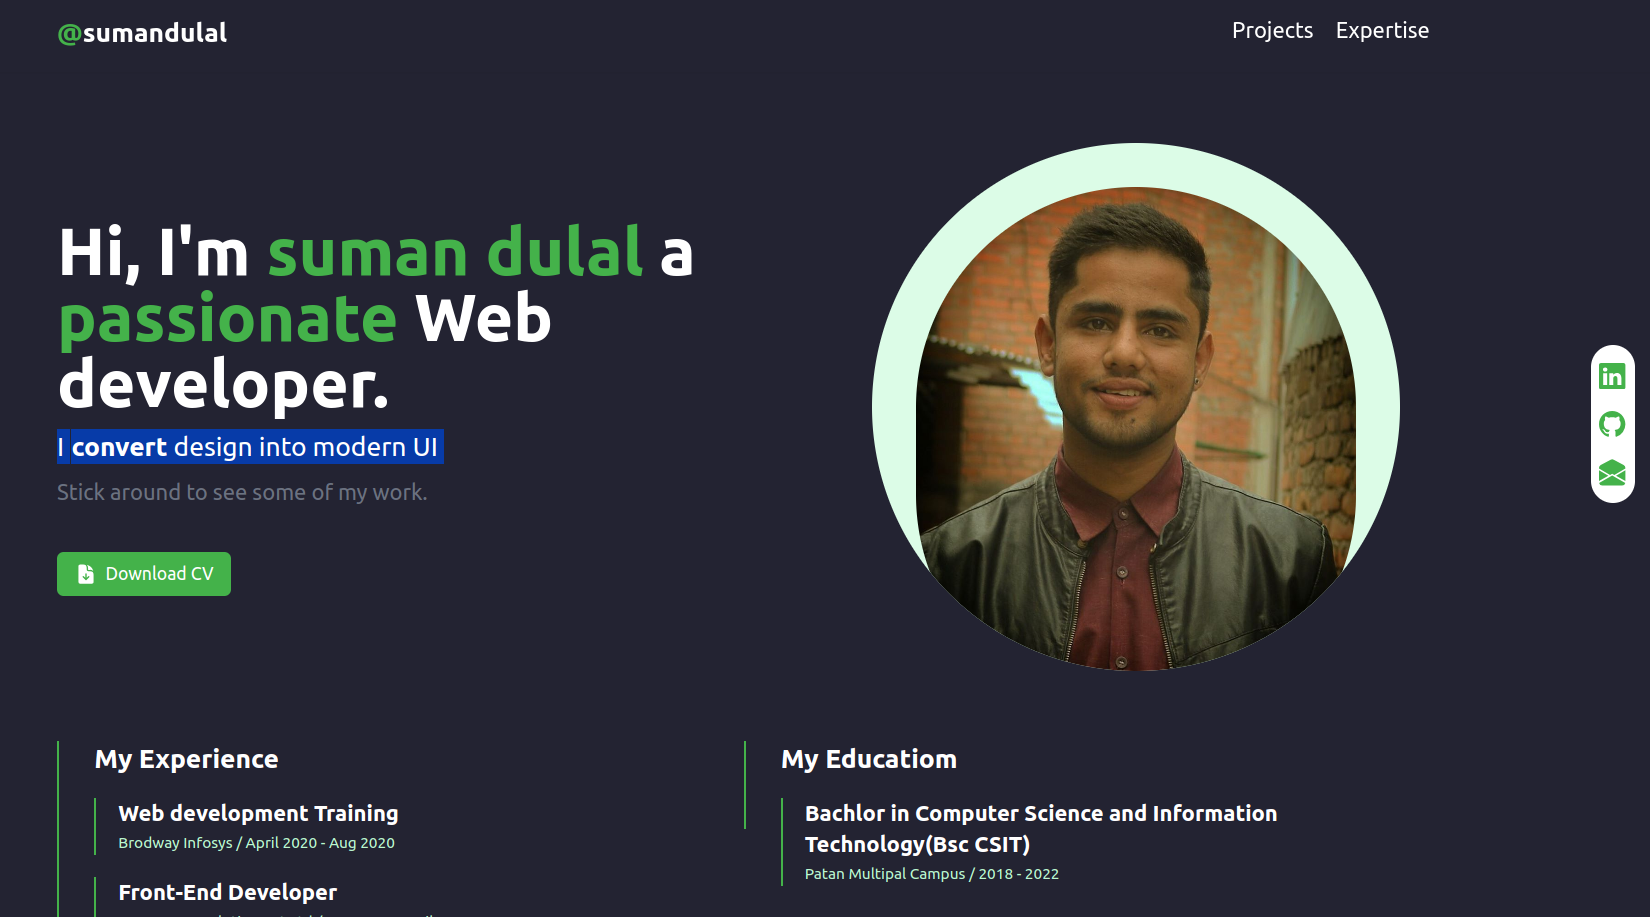 @sumandulal
Projects Expertise
Hi, I'm suman dulal a
passionate Web
developer.
I convert design into modern UI
Stick around to see some of my work.
Download CV
in
My Experience
Web development Training
Brodway Infosys / April 2020 - Aug 2020
Front-End Developer
My Educatiom
Bachlor in Computer Science and Information
Technology(Bsc CSIT)
Patan Multipal Campus / 2018 - 2022